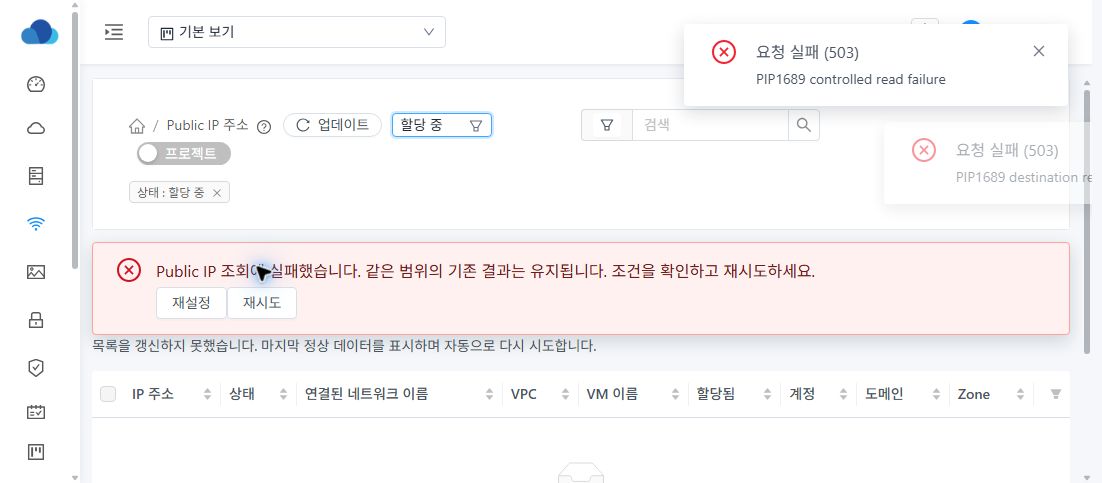 기본 보기
요청 실패 (503)
PIP1689 controlled read failure
/ Public IP 주소
업데이트
할당 중
검색
프로젝트
요청 실패 (503)
PIP1689 destination
상태 : 할당 중
Public IP 조회에 실패했습니다. 같은 범위의 기존 결과는 유지됩니다. 조건을 확인하고 재시도하세요.
재설정 재시도
목록을 갱신하지 못했습니다. 마지막 정상 데이터를 표시하며 자동으로 다시 시도합니다.
IP 주소 상태 연결된 네트워크 이름 VPC VM 이름 할당됨 계정 도메인 Zone